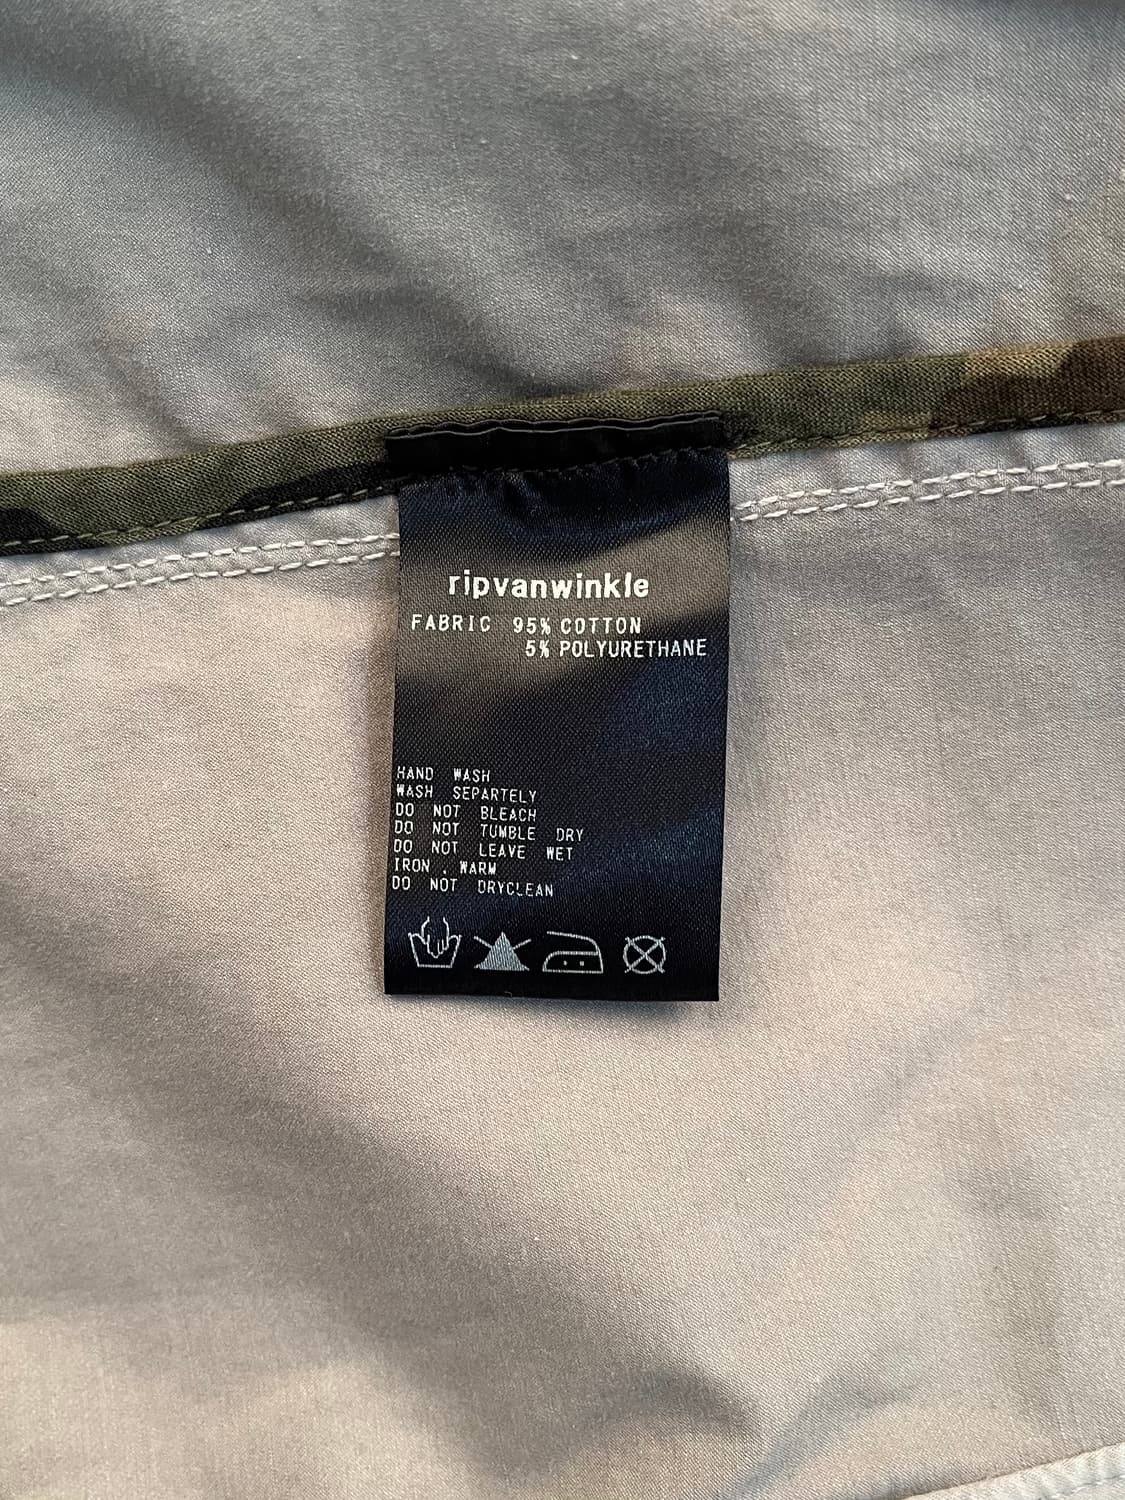 ripvanwinkle
FABRIC 95% COTTON
5% POLYURETHANE
HAND WASH
WASH SEPARTELY
DO NOT BLEACH
DO NOT TUMBLE DRY
DO NOT LEAVE WET
IRON . WARM
DO NOT DRYCLEAN